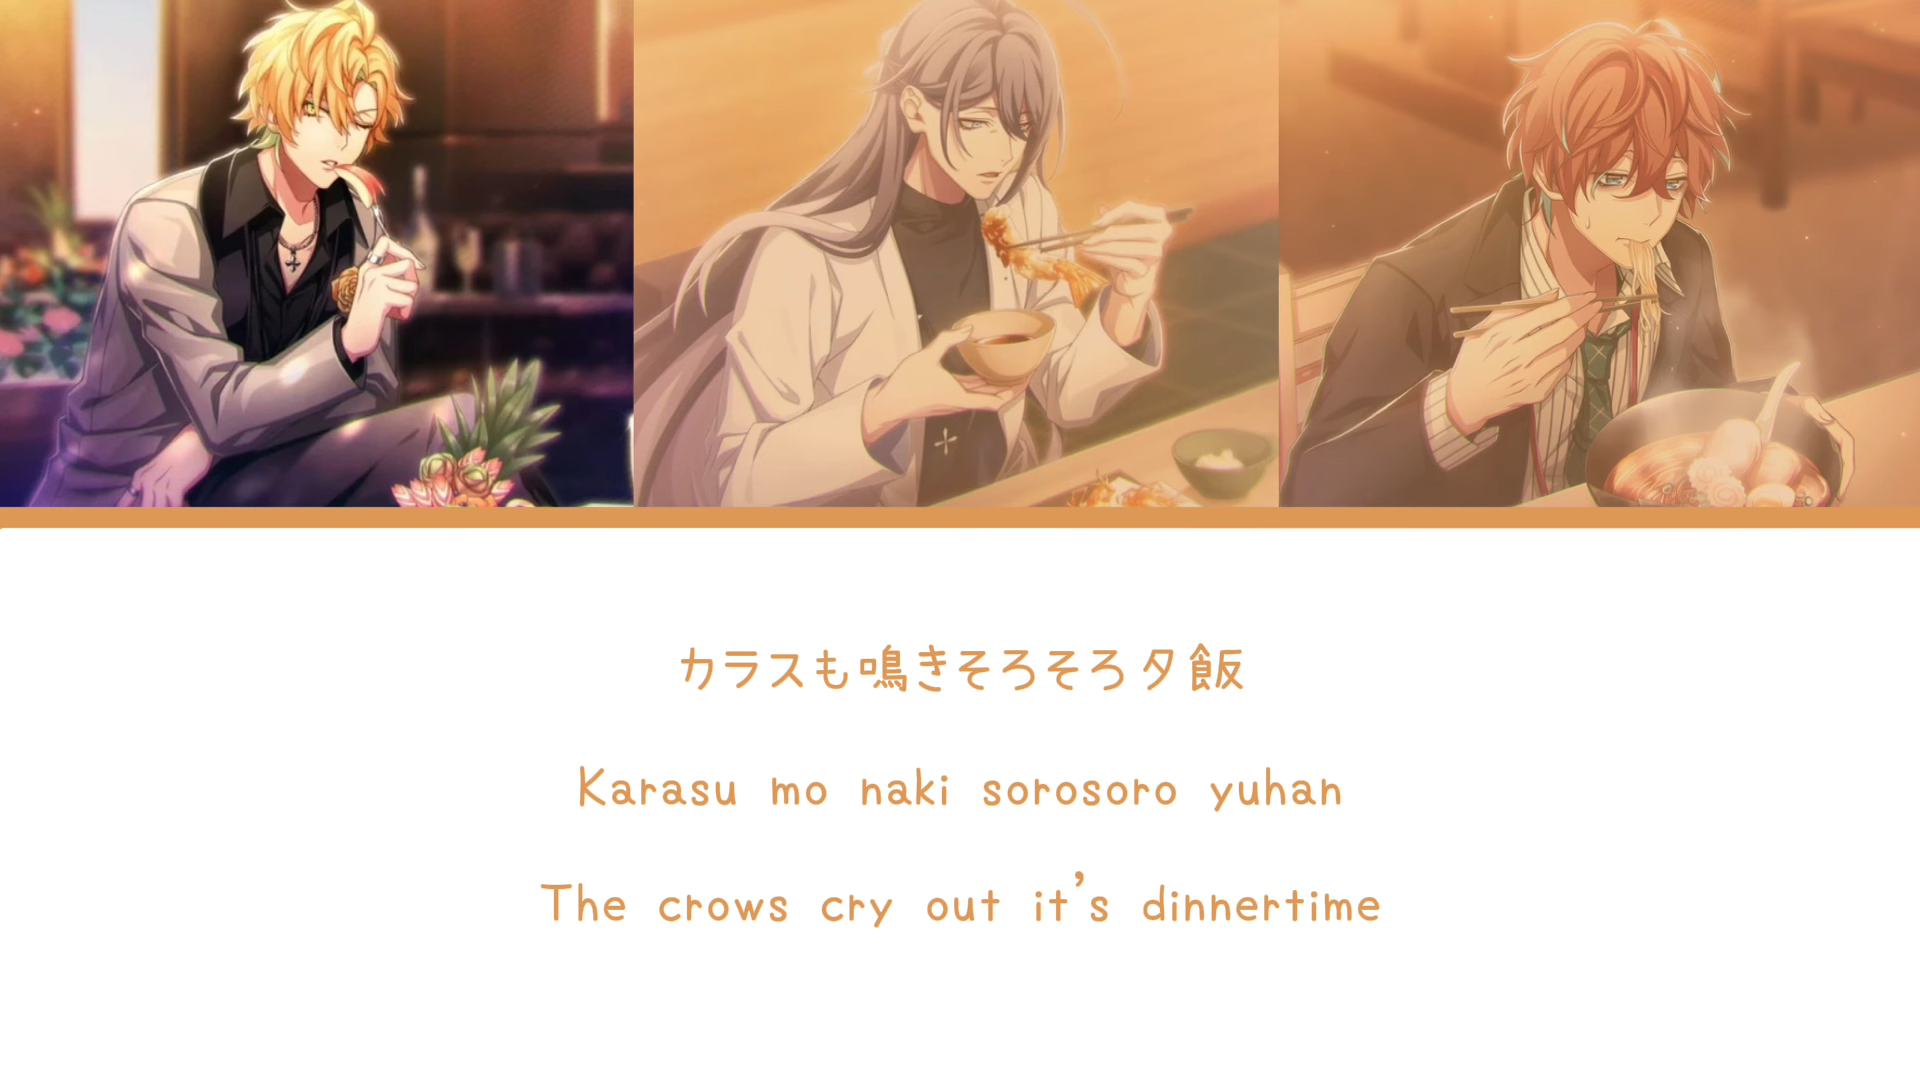 カラスも鳴きそろそろ夕飯
Karasu mo naki sorosoro yuhan
The crows cry out it's dinnertime